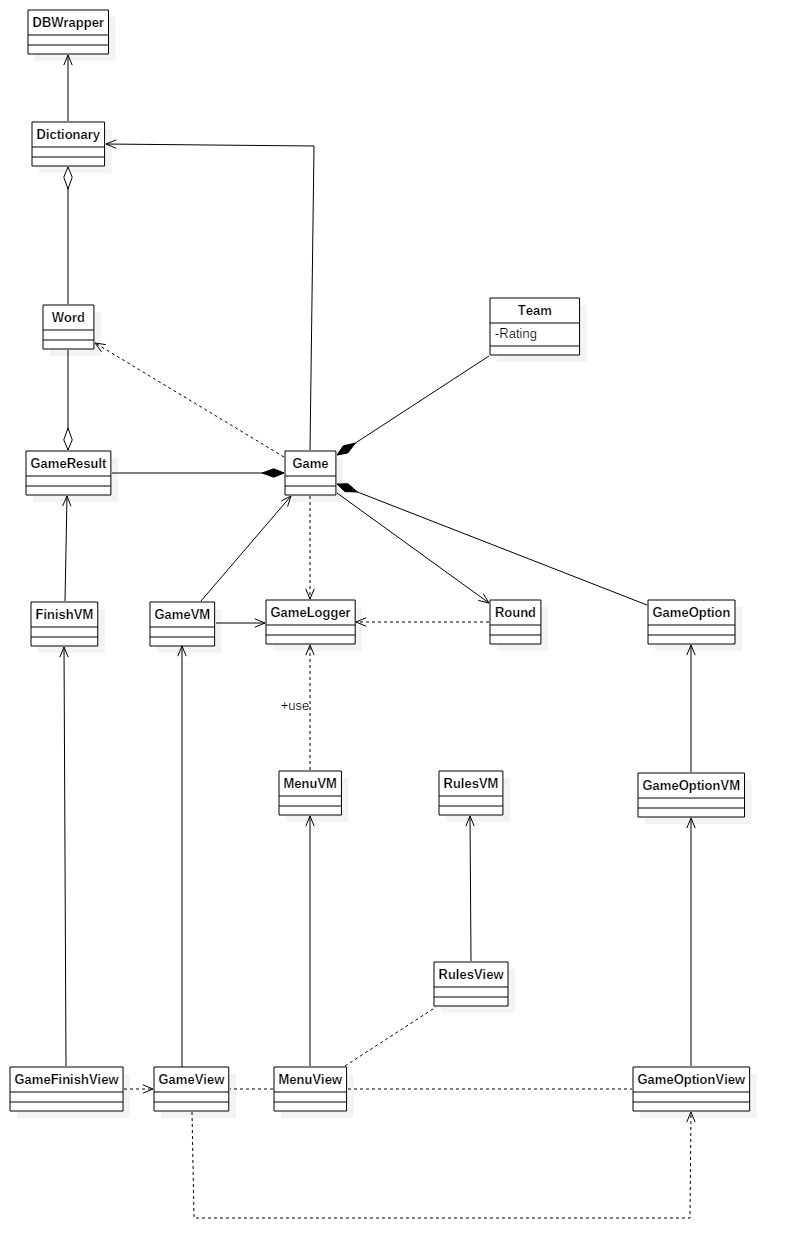 DBWrapper
Dictionary
Word
Team
-Rating
GameResult
Game
FinishVM
GameVM
GameLogger
Round
GameOption
+use
MenuVM
RulesVM
GameOptionVM
RulesView
GameFinishView
GameView
MenuView
GameOptionView